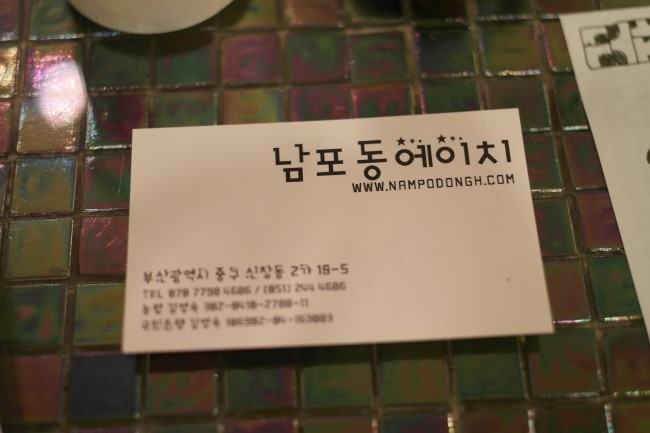 남포동에이치
WWW.NAMPODONGH.COM
부산광역시 중구 신창동 2가 18-5
TEL 070 7798 4686 / (051) 244 4686
농협 김영숙
국민은행 김영숙